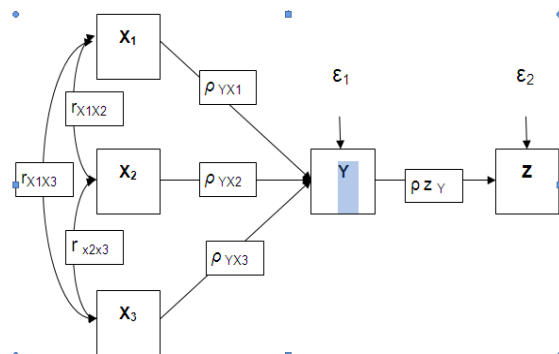 X₁
ρ YX1
ε₁
ε₂
rX1X2
rX1X3
X₂
ρ YX2
Y
ρ z Y
Z
r x2x3
ρ YX3
X₃